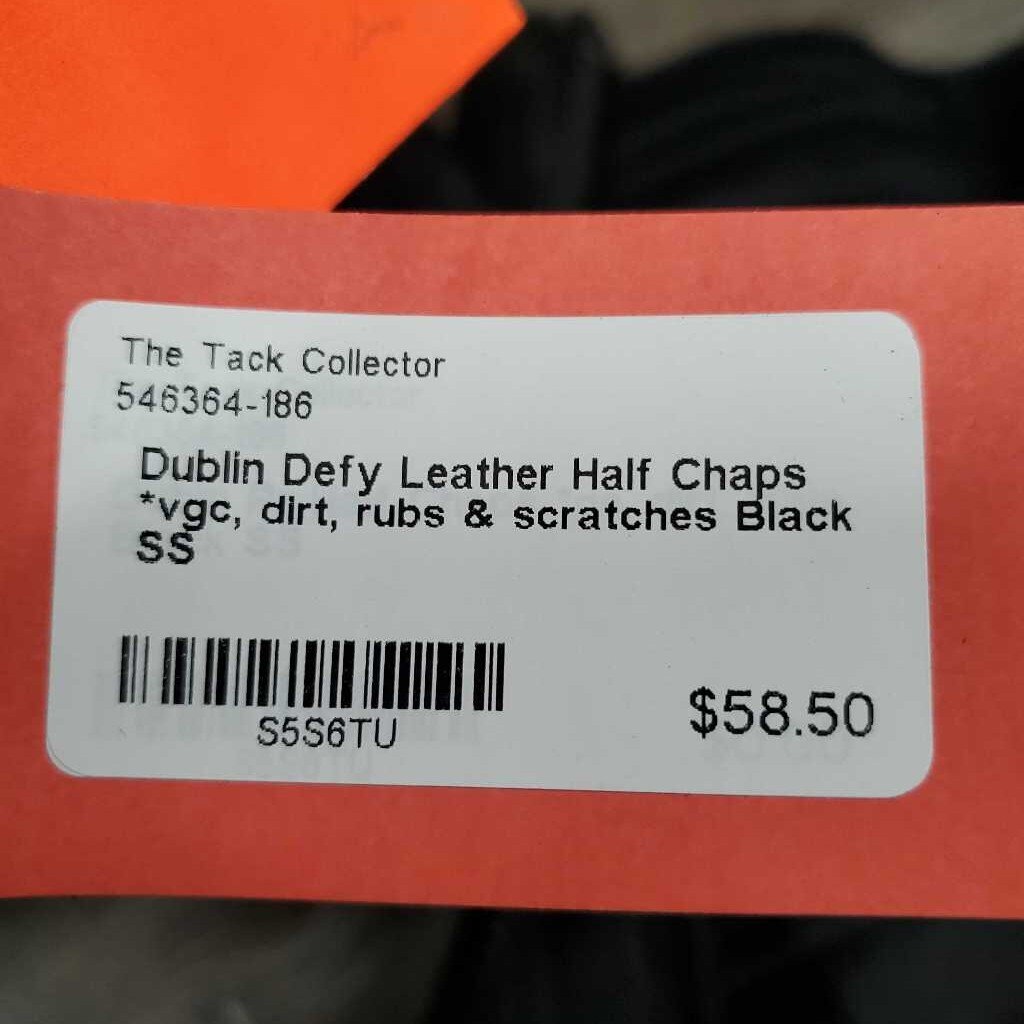 The Tack Collector
546364-186
Dublin Defy Leather Half Chaps
*vgc, dirt, rubs & scratches Black
SS
S5S6TU
$58.50